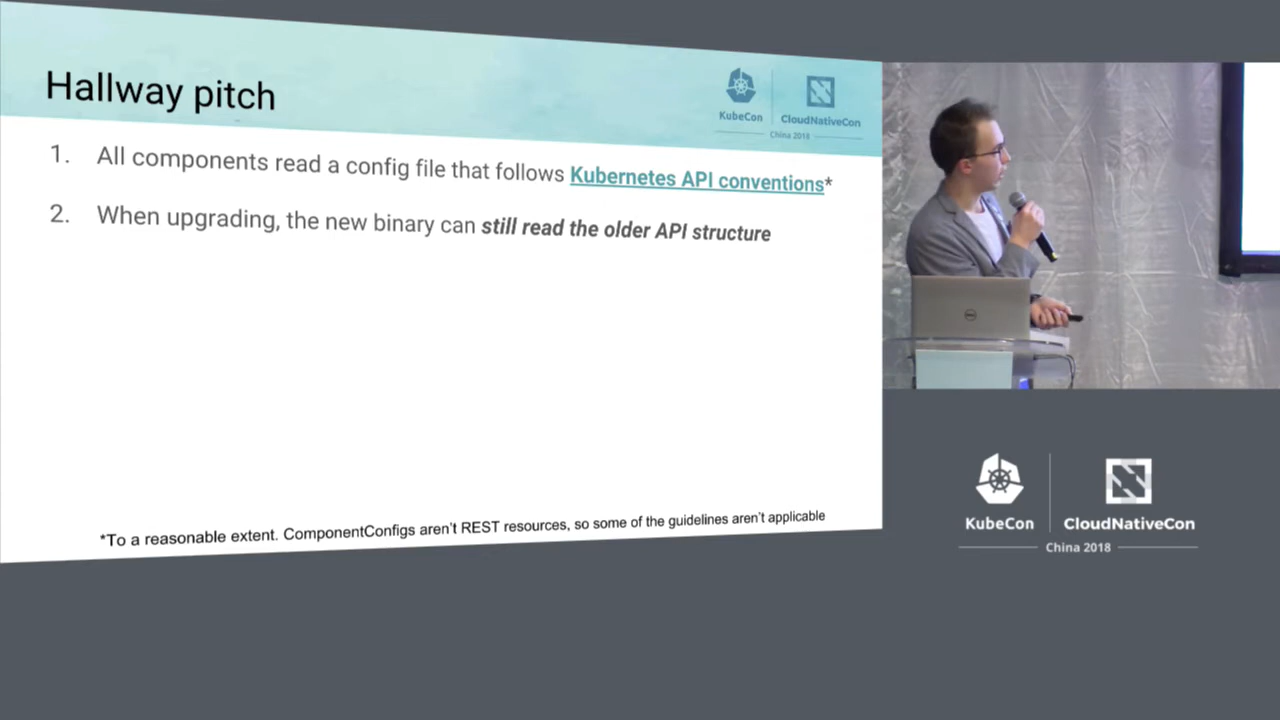 Hallway pitch
KubeCon
CloudNativeCon
China 2018
1. All components read a config file that follows Kubernetes API conventions*
2. When upgrading, the new binary can still read the older API structure
*To a reasonable extent. ComponentConfigs aren't REST resources, so some of the guidelines aren't applicable
KubeCon
CloudNativeCon
China 2018